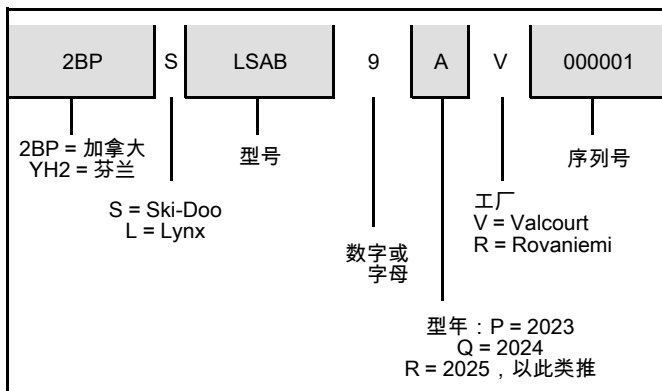 2BP S LSAB 9 A V 000001
2BP = 加拿大
YH2 = 芬兰
型号
序列号
S = Ski-Doo
L = Lynx
工厂
V = Valcourt
R = Rovaniemi
数字或
字母
型年：P = 2023
Q = 2024
R = 2025，以此类推